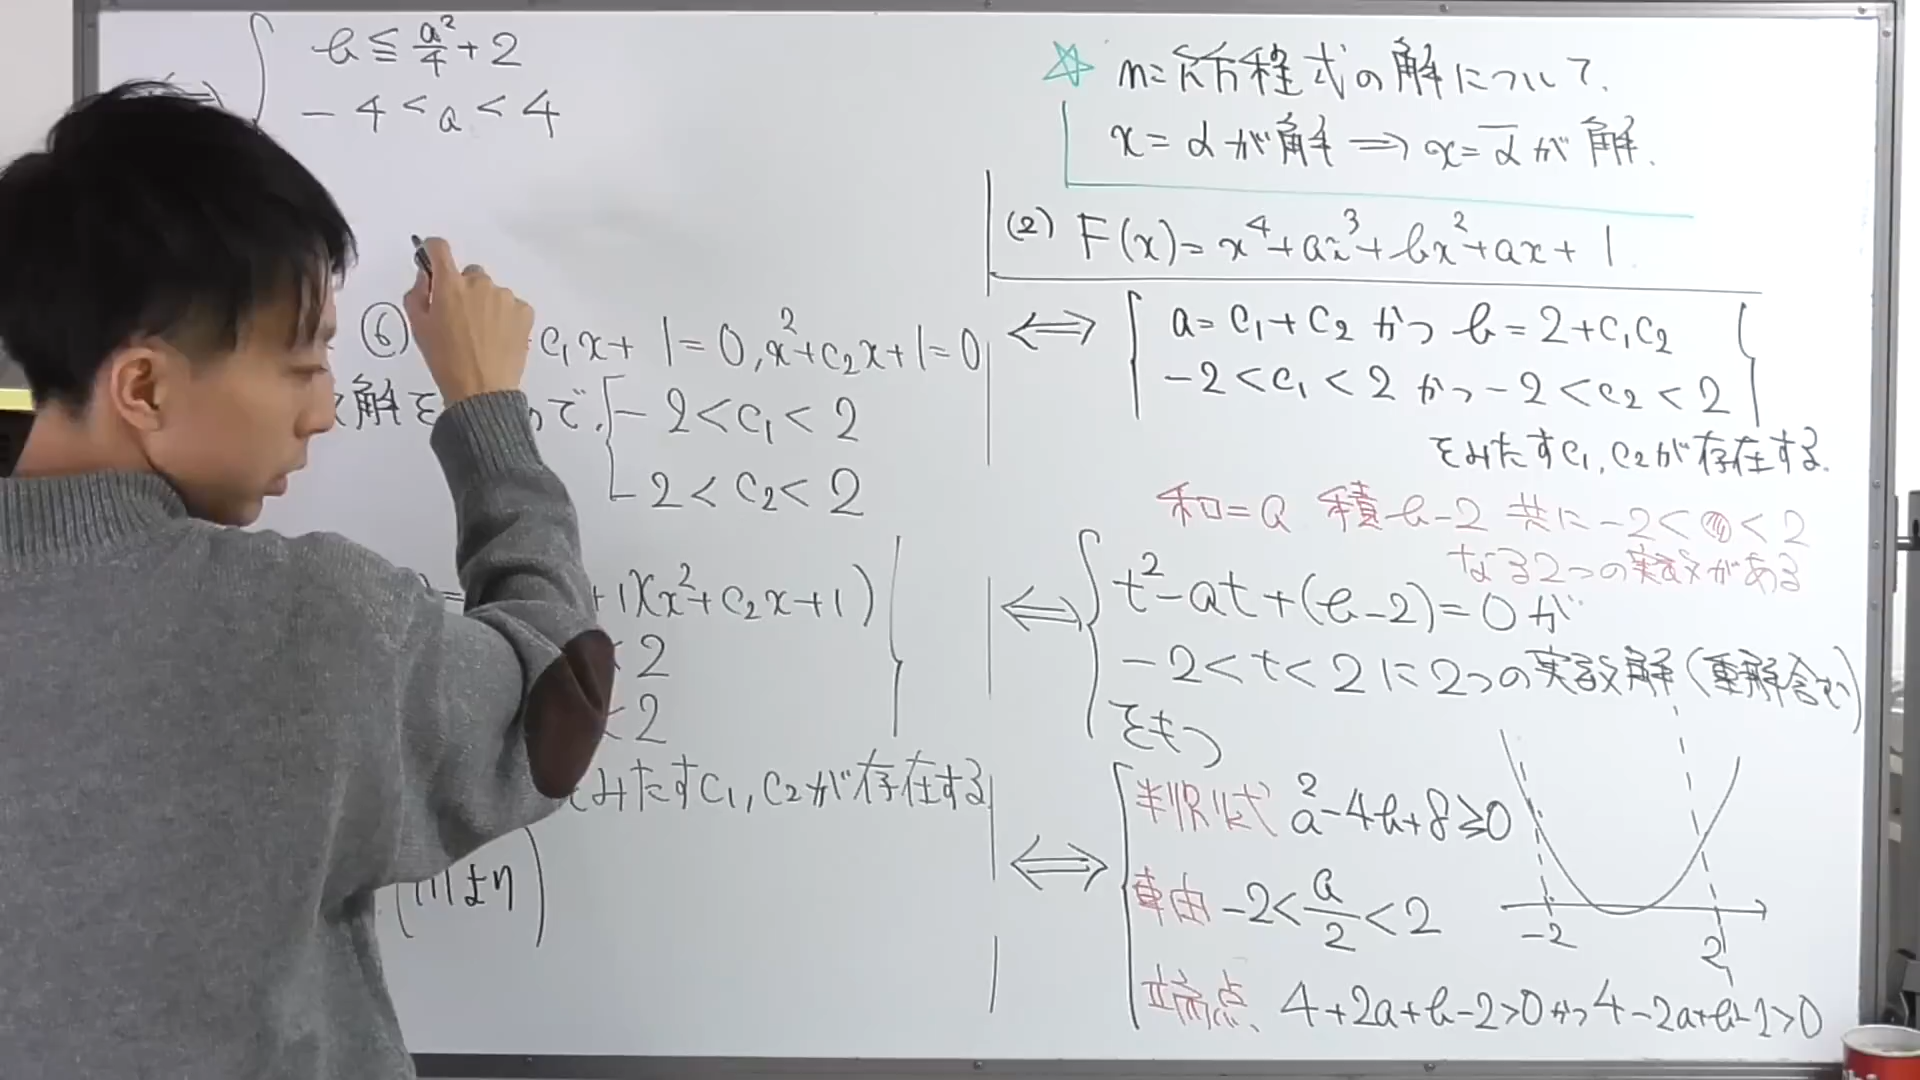 b ≦ a²/4 + 2
-4 < a < 4
⑥ c₁x + 1 = 0, x² + c₂x + 1 = 0
解を で, -2 < c₁ < 2
-2 < c₂ < 2
= + 1)(x² + c₂x + 1)
< 2
< 2
をみたすc₁, c₂が存在する
(1)より
☆ n次方程式の解について.
x = αが解 ⟹ x = ᾱが解.
(2) F(x) = x⁴ + ax³ + bx² + ax + 1
⟺ a = c₁ + c₂ かつ b = 2 + c₁c₂
-2 < c₁ < 2 かつ -2 < c₂ < 2
をみたすc₁, c₂が存在する.
和 = a 積 b-2 共に -2 < < 2
なる2つの実数がある
⟺ t² - at + (b-2) = 0 が
-2 < t < 2 に2つの実数解(重解含む)
をもつ
⟺ 判別式 a² - 4b + 8 ≥ 0
軸 -2 < a/2 < 2
端点 4 + 2a + b - 2 > 0 かつ 4 - 2a + b - 2 > 0
-2 2